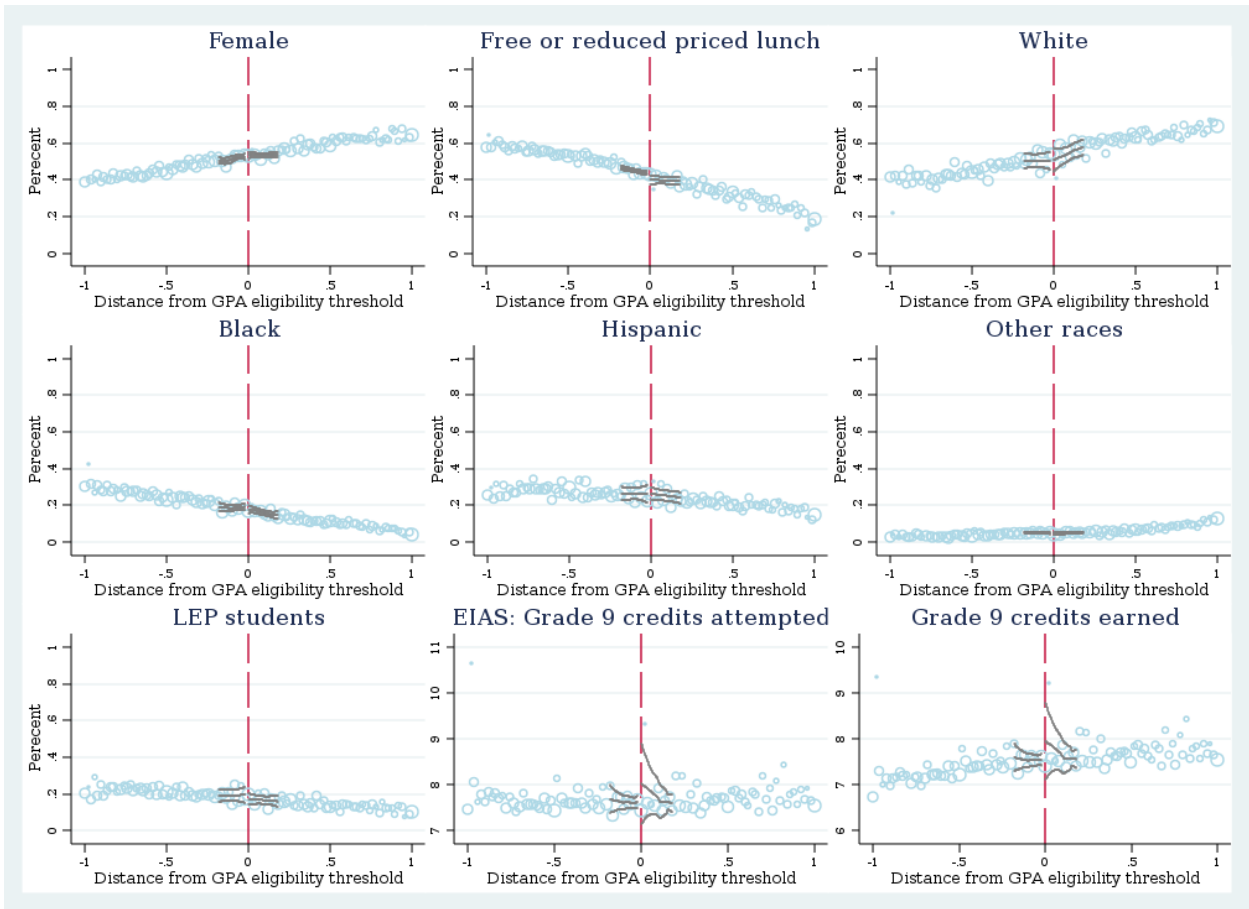 Female
Perecent
0 .2 .4 .6 .8 1
-1 -.5 0 .5 1
Distance from GPA eligibility threshold
Free or reduced priced lunch
0 .2 .4 .6 .8 1
-1 -.5 0 .5 1
Distance from GPA eligibility threshold
White
Perecent
0 .2 .4 .6 .8 1
-1 -.5 0 .5 1
Distance from GPA eligibility threshold
Black
Perecent
0 .2 .4 .6 .8 1
-1 -.5 0 .5 1
Distance from GPA eligibility threshold
Hispanic
Perecent
0 .2 .4 .6 .8 1
-1 -.5 0 .5 1
Distance from GPA eligibility threshold
Other races
Perecent
0 .2 .4 .6 .8 1
-1 -.5 0 .5 1
Distance from GPA eligibility threshold
LEP students
Perecent
0 .2 .4 .6 .8 1
-1 -.5 0 .5 1
Distance from GPA eligibility threshold
EIAS: Grade 9 credits attempted
7 8 9 10 11
-1 -.5 0 .5 1
Distance from GPA eligibility threshold
Grade 9 credits earned
6 7 8 9 10
-1 -.5 0 .5 1
Distance from GPA eligibility threshold